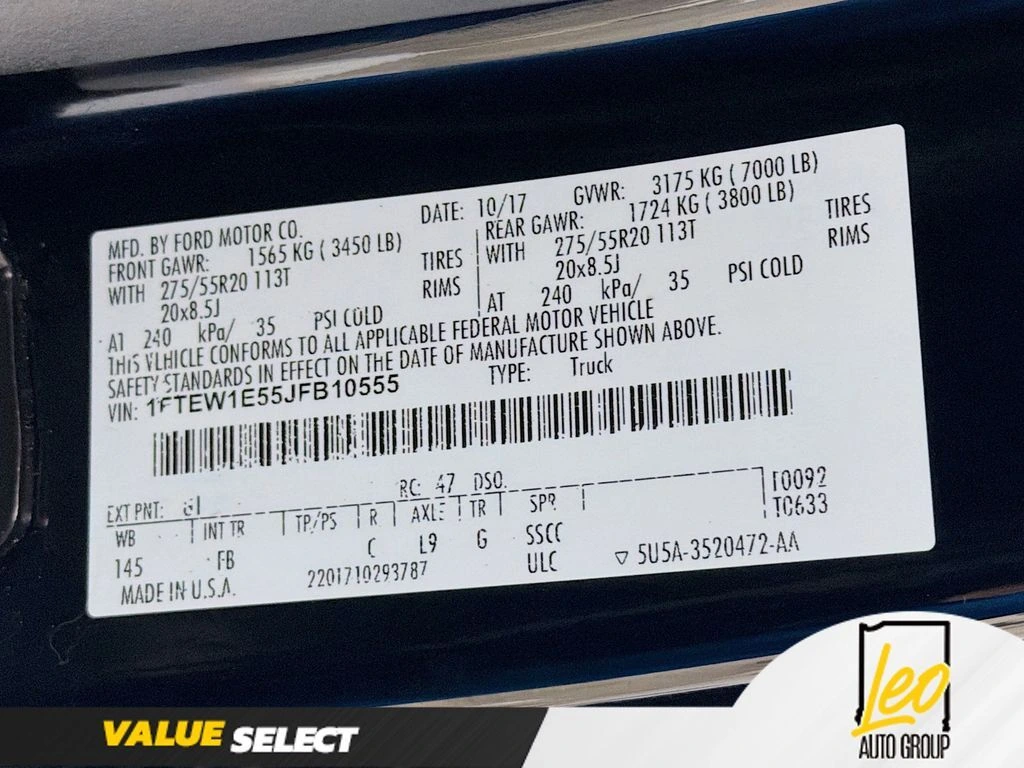 MFD. BY FORD MOTOR CO. DATE: 10/17 GVWR: 3175 KG ( 7000 LB)
FRONT GAWR: 1565 KG ( 3450 LB) REAR GAWR: 1724 KG ( 3800 LB)
WITH 275/55R20 113T TIRES WITH 275/55R20 113T TIRES
20x8.5J RIMS 20x8.5J RIMS
AT 240 kPa/ 35 PSI COLD AT 240 kPa/ 35 PSI COLD
THIS VEHICLE CONFORMS TO ALL APPLICABLE FEDERAL MOTOR VEHICLE
SAFETY STANDARDS IN EFFECT ON THE DATE OF MANUFACTURE SHOWN ABOVE.
VIN: 1FTEW1E55JFB10555 TYPE: Truck
EXT PNT: RC: 47 DSO: T0092
WB INT TR TP/PS R AXLE TR SPR TC633
145 FB C L9 G SSCC
MADE IN U.S.A. 2201710293787 ULC ▽ 5U5A-3520472-AA
VALUE SELECT
Leo
AUTO GROUP